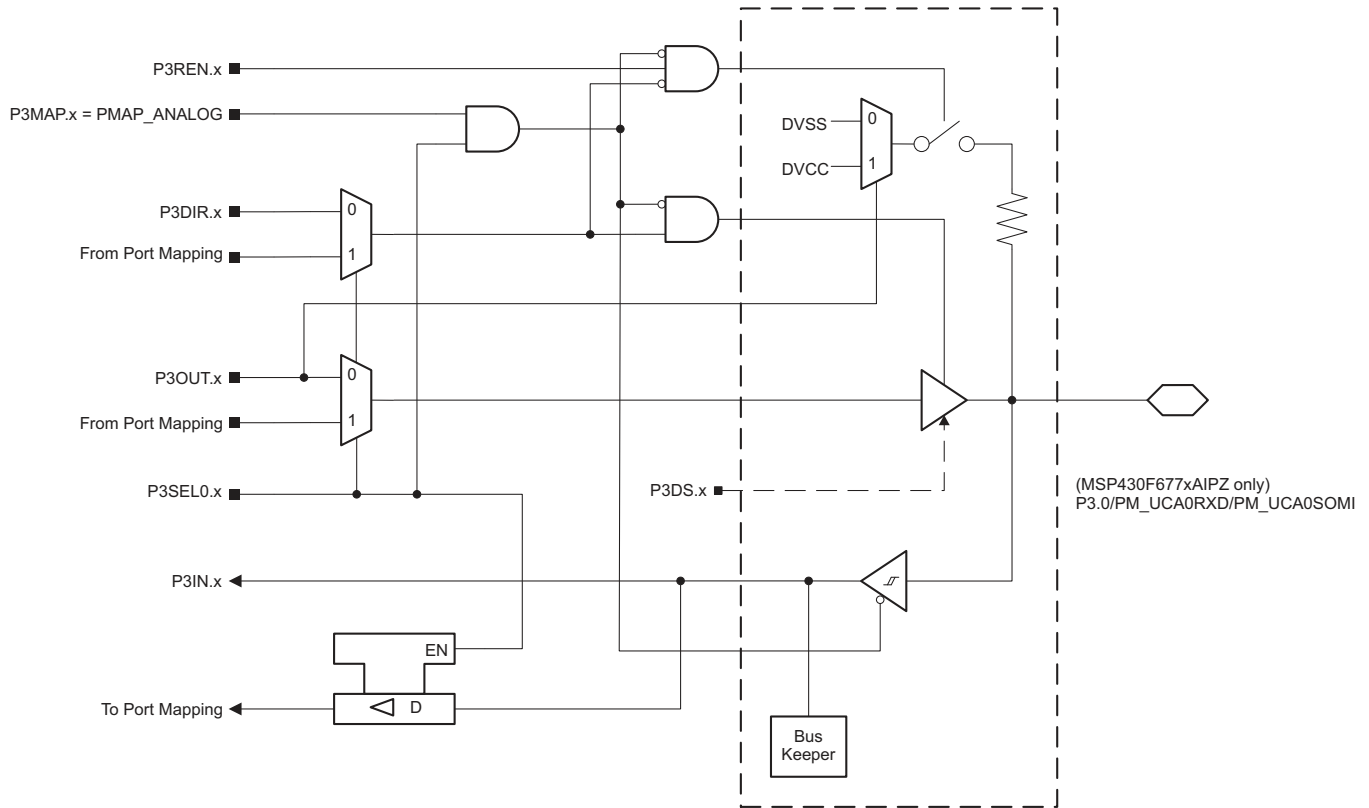 P3REN.x
P3MAP.x = PMAP_ANALOG
DVSS
0
DVCC
1
P3DIR.x
0
From Port Mapping
1
P3OUT.x
0
From Port Mapping
1
P3SEL0.x
P3DS.x
(MSP430F677xAIPZ only)
P3.0/PM_UCA0RXD/PM_UCA0SOMI
P3IN.x
EN
To Port Mapping
D
Bus
Keeper